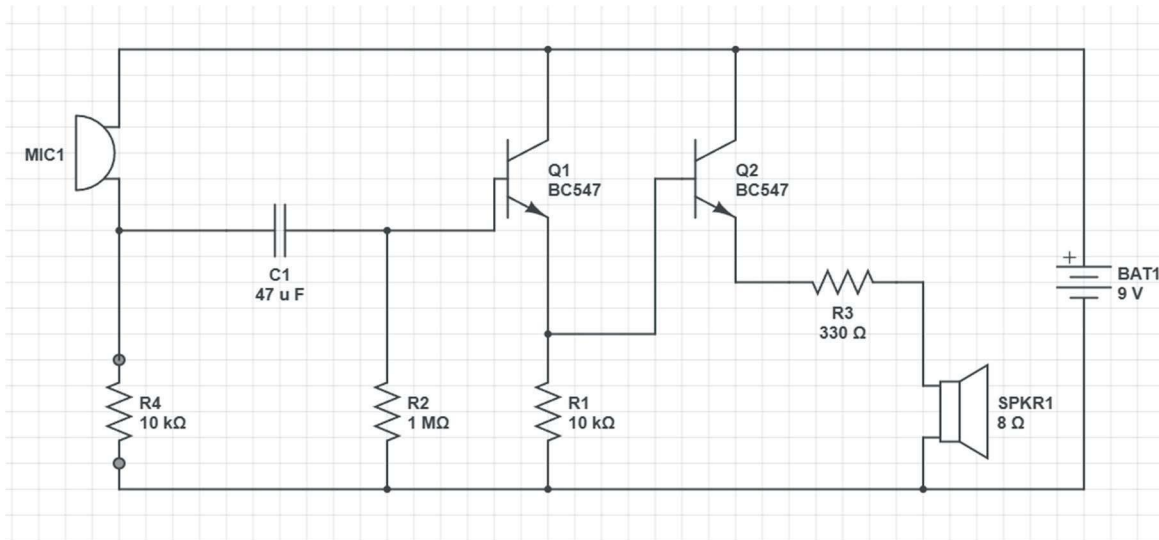 MIC1
C1
47 u F
Q1
BC547
Q2
BC547
R3
330 Ω
+
BAT1
9 V
R4
10 kΩ
R2
1 MΩ
R1
10 kΩ
SPKR1
8 Ω